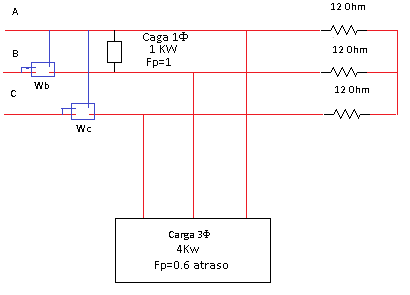 A
12 Ohm
Caga 1Φ
1 KW
Fp=1
B
12 Ohm
Wb
C
12 Ohm
Wc
Carga 3Φ
4Kw
Fp=0.6 atraso